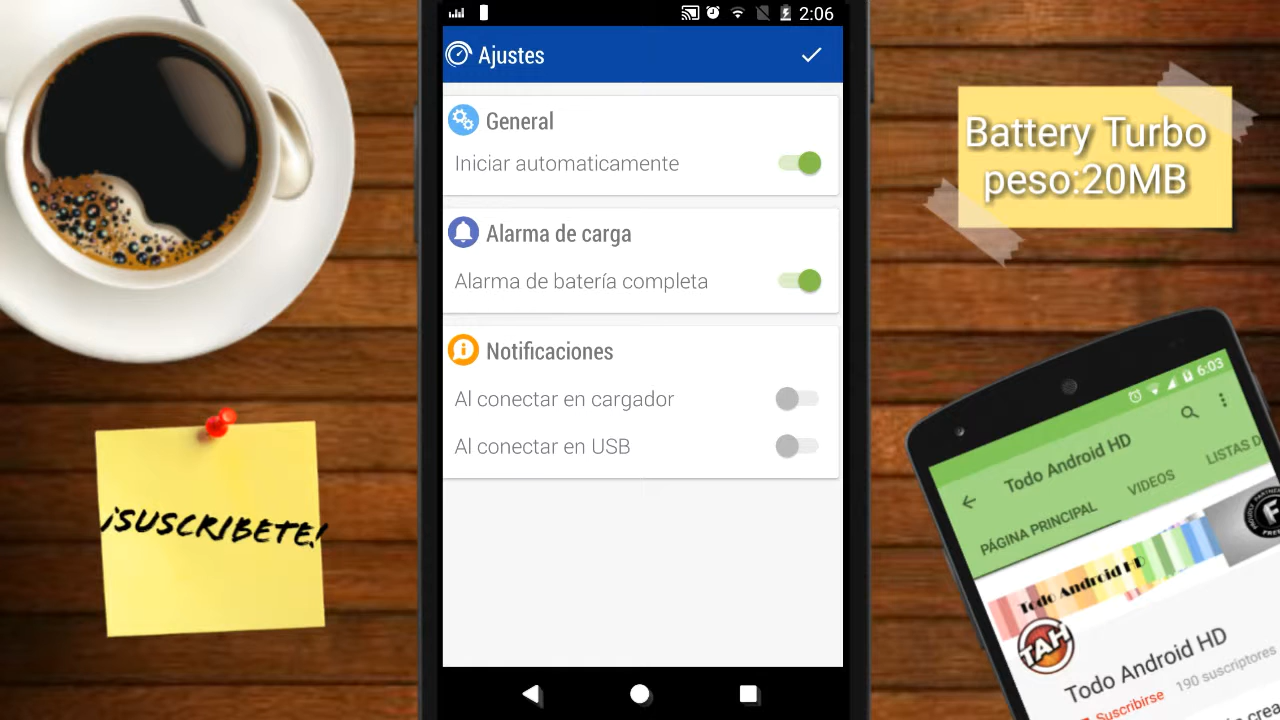 2:06
Ajustes
General
Iniciar automaticamente
Alarma de carga
Alarma de batería completa
Notificaciones
Al conectar en cargador
Al conectar en USB
Battery Turbo
peso:20MB
¡SUSCRIBETE!
6:03
Todo Android HD
PÁGINA PRINCIPAL
VIDEOS
LISTAS D
Todo Android HD
TAH
Todo Android HD
Suscribirse
190 suscriptores